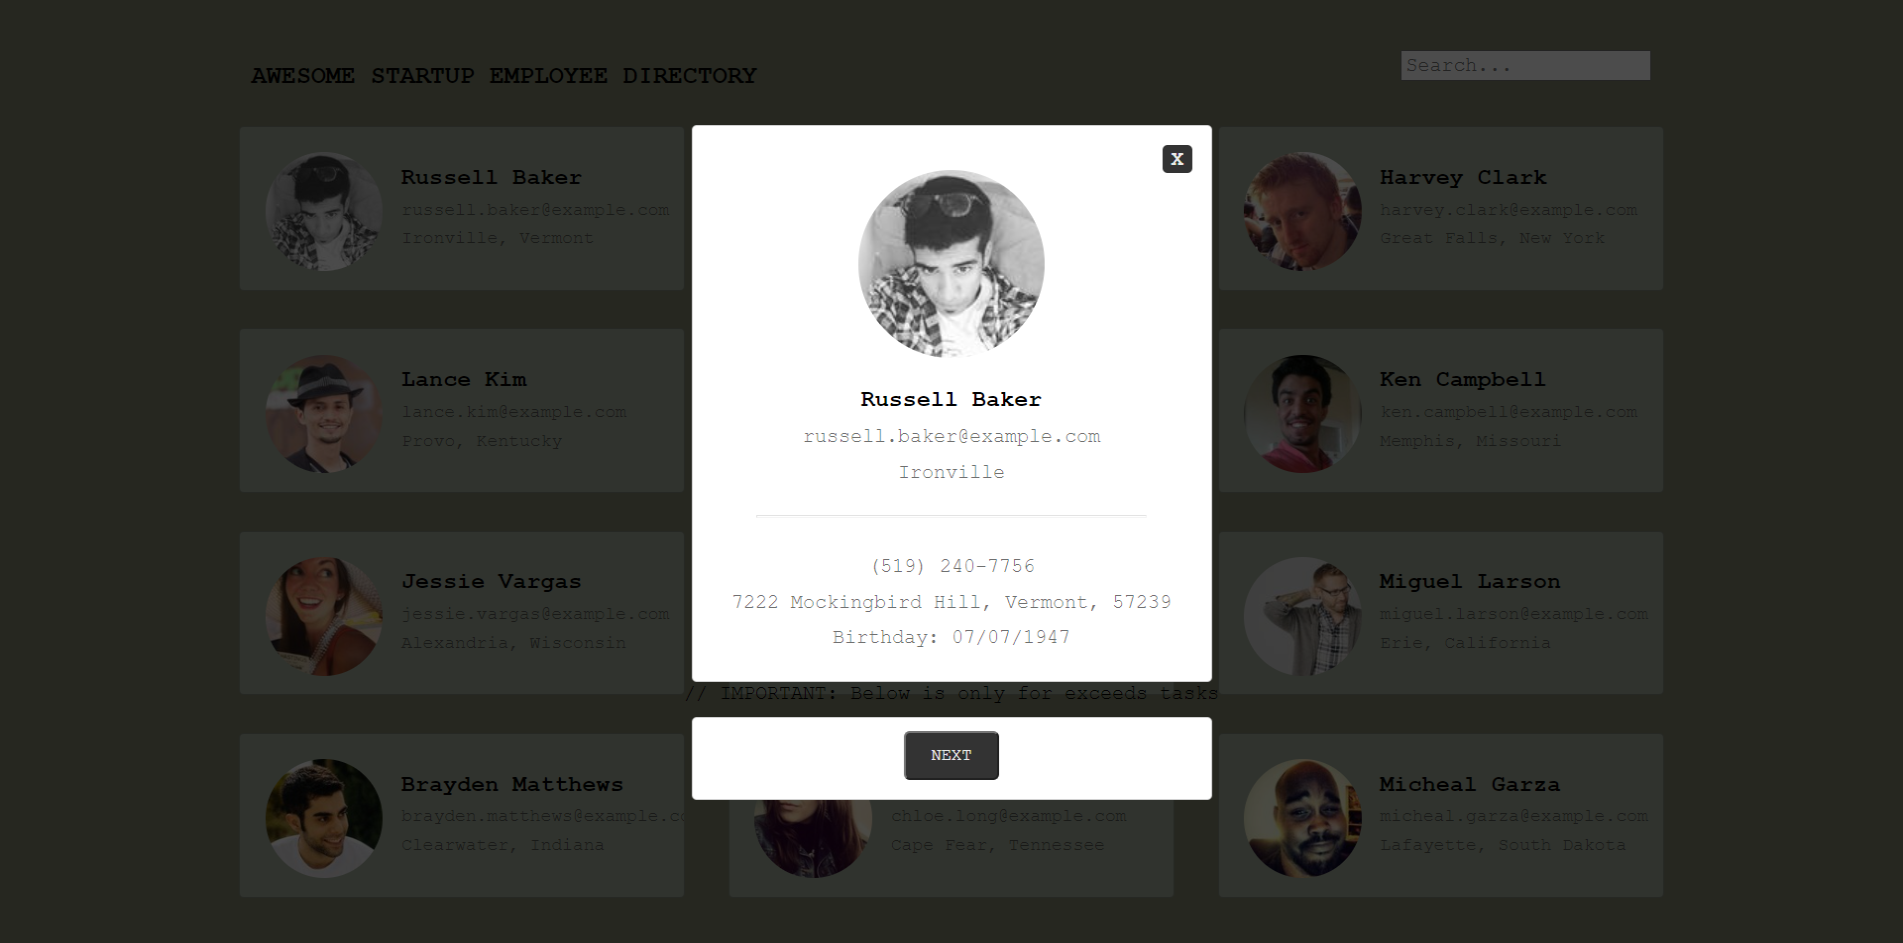 AWESOME STARTUP EMPLOYEE DIRECTORY
Search...
Russell Baker
russell.baker@example.com
Ironville, Vermont
X
Russell Baker
russell.baker@example.com
Ironville
(519) 240-7756
7222 Mockingbird Hill, Vermont, 57239
Birthday: 07/07/1947
// IMPORTANT: Below is only for exceeds tasks
NEXT
Harvey Clark
harvey.clark@example.com
Great Falls, New York
Lance Kim
lance.kim@example.com
Provo, Kentucky
Ken Campbell
ken.campbell@example.com
Memphis, Missouri
Jessie Vargas
jessie.vargas@example.com
Alexandria, Wisconsin
Miguel Larson
miguel.larson@example.com
Erie, California
Brayden Matthews
brayden.matthews@example.co
Clearwater, Indiana
chloe.long@example.com
Cape Fear, Tennessee
Micheal Garza
micheal.garza@example.com
Lafayette, South Dakota